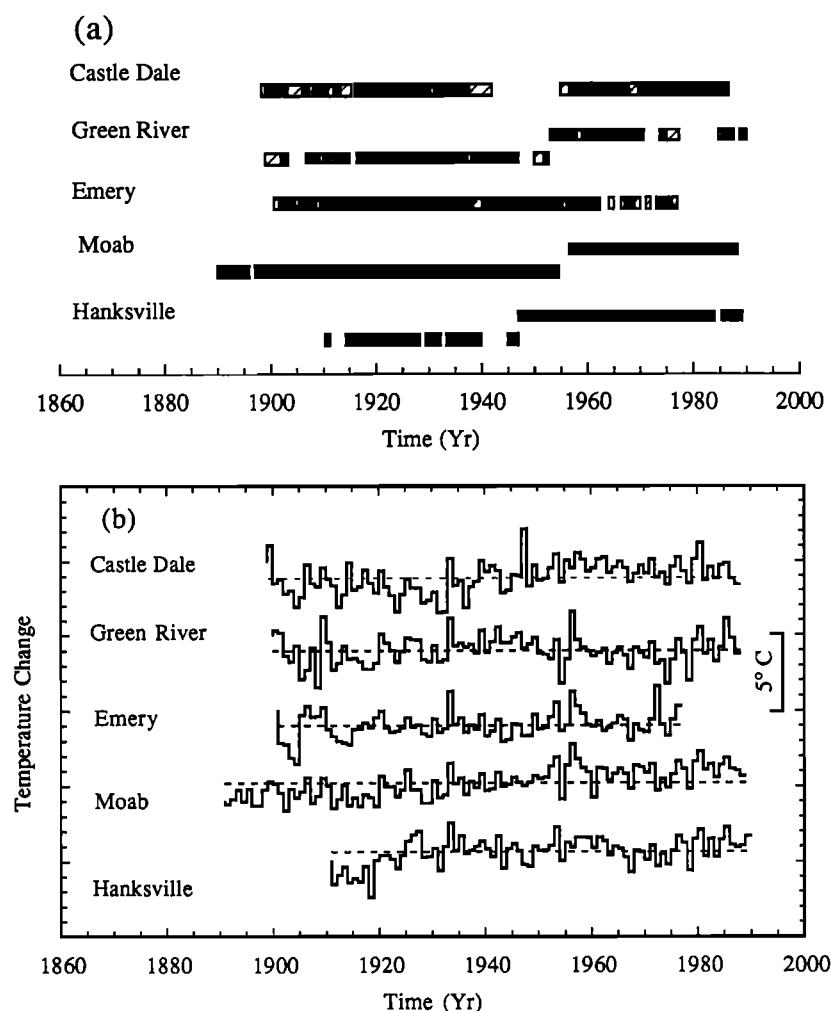 (a)
Castle Dale
Green River
Emery
Moab
Hanksville
1860 1880 1900 1920 1940 1960 1980 2000
Time (Yr)
(b)
Castle Dale
Green River
Emery
Moab
Hanksville
Temperature Change
5° C
1860 1880 1900 1920 1940 1960 1980 2000
Time (Yr)